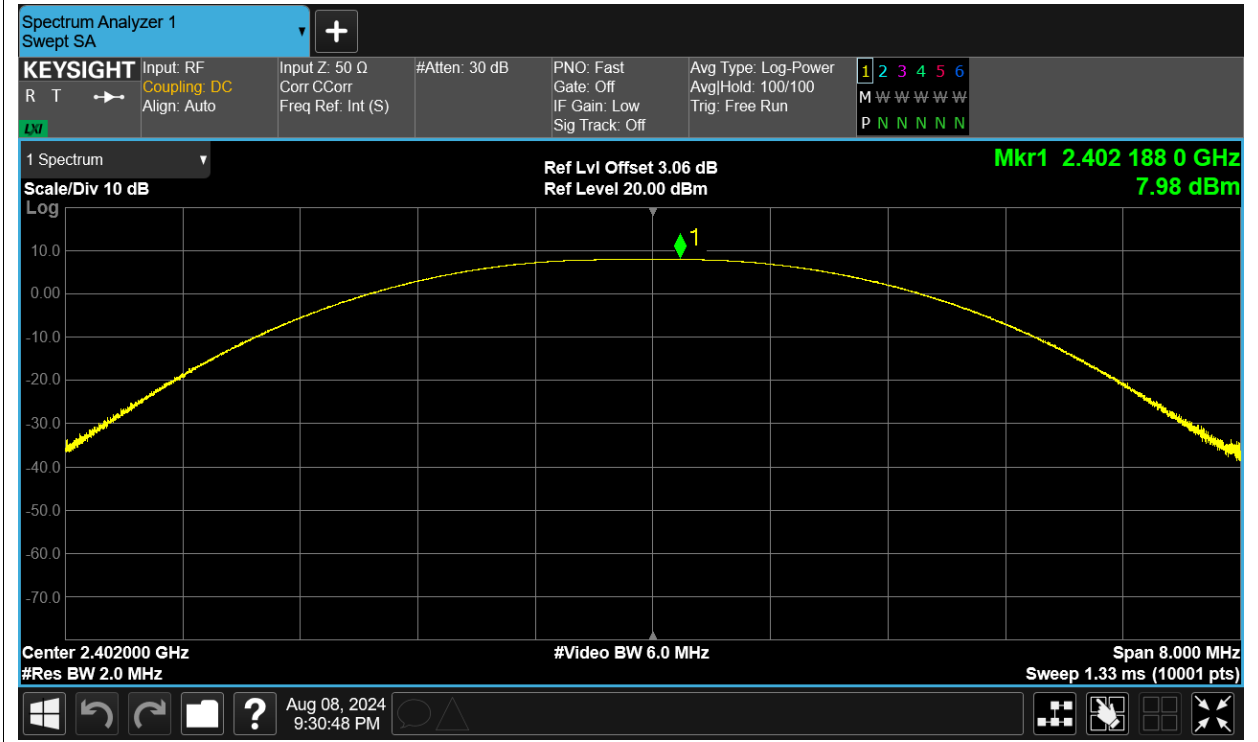 Spectrum Analyzer 1
Swept SA
KEYSIGHT
R T
LXI
Input: RF
Coupling: DC
Align: Auto
Input Z: 50 Ω
Corr CCorr
Freq Ref: Int (S)
#Atten: 30 dB
PNO: Fast
Gate: Off
IF Gain: Low
Sig Track: Off
Avg Type: Log-Power
Avg|Hold: 100/100
Trig: Free Run
1 2 3 4 5 6
M W W W W W
P N N N N N
1 Spectrum
Scale/Div 10 dB
Log
Ref Lvl Offset 3.06 dB
Ref Level 20.00 dBm
Mkr1 2.402 188 0 GHz
7.98 dBm
1
10.0
0.00
-10.0
-20.0
-30.0
-40.0
-50.0
-60.0
-70.0
Center 2.402000 GHz
#Res BW 2.0 MHz
#Video BW 6.0 MHz
Span 8.000 MHz
Sweep 1.33 ms (10001 pts)
?
Aug 08, 2024
9:30:48 PM